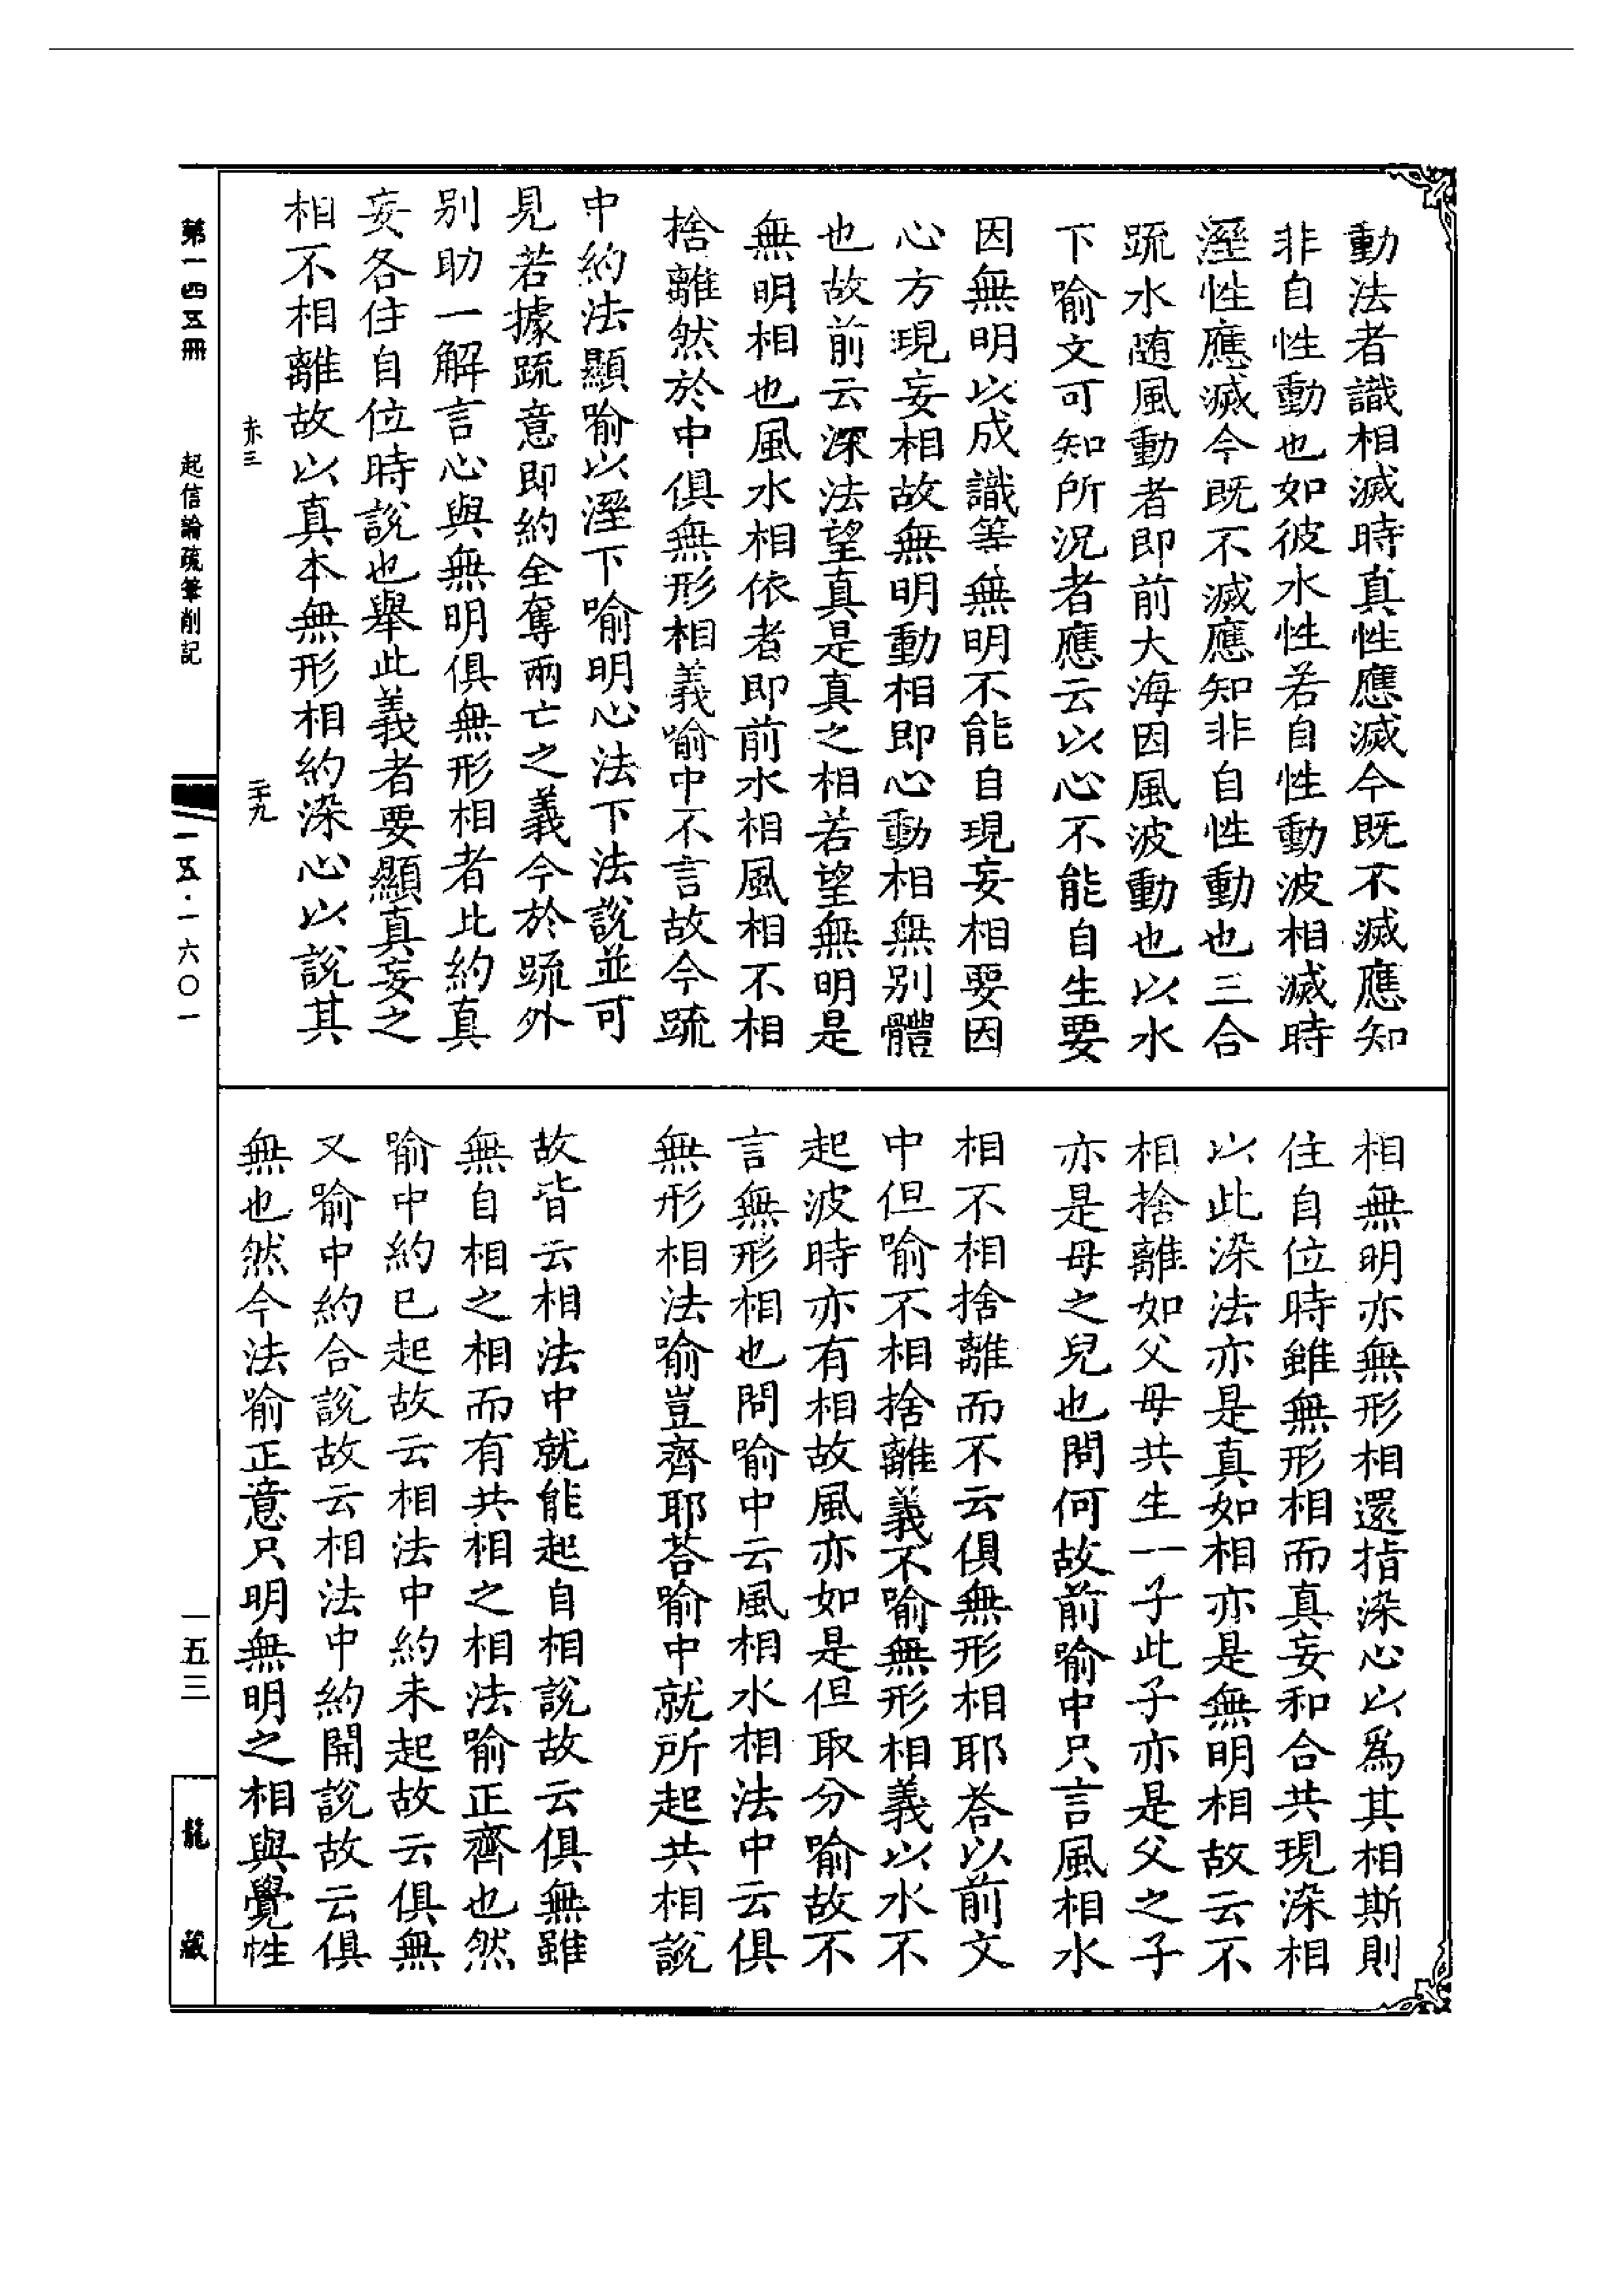 動法者識相滅時真性應滅今既不滅應知
非自性動也如彼水性若自性動波相滅時
溼性應滅今既不滅應知非自性動也三合
䟽水随風動者即前大海因風波動也以水
下喻文可知所況者應云以心不能自生要
因無明以成識等無明不能自現妄相要因
心方現妄相故無明動相即心動相無別體
也故前云深法望真是真之相若望無明是
無明相也風水相依者即前水相風相不相
捨離然於中俱無形相義喻中不言故今䟽
中約法顯喻以溼下喻明心法下法說並可
見若據䟽意即約全奪兩亡之義今於䟽外
別助一解言心與無明俱無形相者此約真
妄各住自位時說也舉此義者要顯真妄之
相不相離故以真本無形相約染心以說其
相無明亦無形相還指染心以爲其相斯則
住自位時雖無形相而真妄和合共現染相
以此染法亦是真如相亦是無明相故云不
相捨離如父母共生一子此子亦是父之子
亦是母之兒也問何故前喻中只言風相水
相不相捨離而不云俱無形相耶荅以前文
中但喻不相捨離義不喻無形相義以水不
起波時亦有相故風亦如是但取分喻故不
言無形相也問喻中云風相水相法中云俱
無形相法喻豈齊耶荅喻中就所起共相說
故皆云相法中就能起自相說故云俱無雖
無自相之相而有共相之相法喻正齊也然
喻中約已起故云相法中約未起故云俱無
又喻中約合說故云相法中約開說故云俱
無也然今法喻正意只明無明之相與覺性
第一四五冊
起信論疏筆削記
赤三
二十九
一五·一六〇一
一五三
龍藏